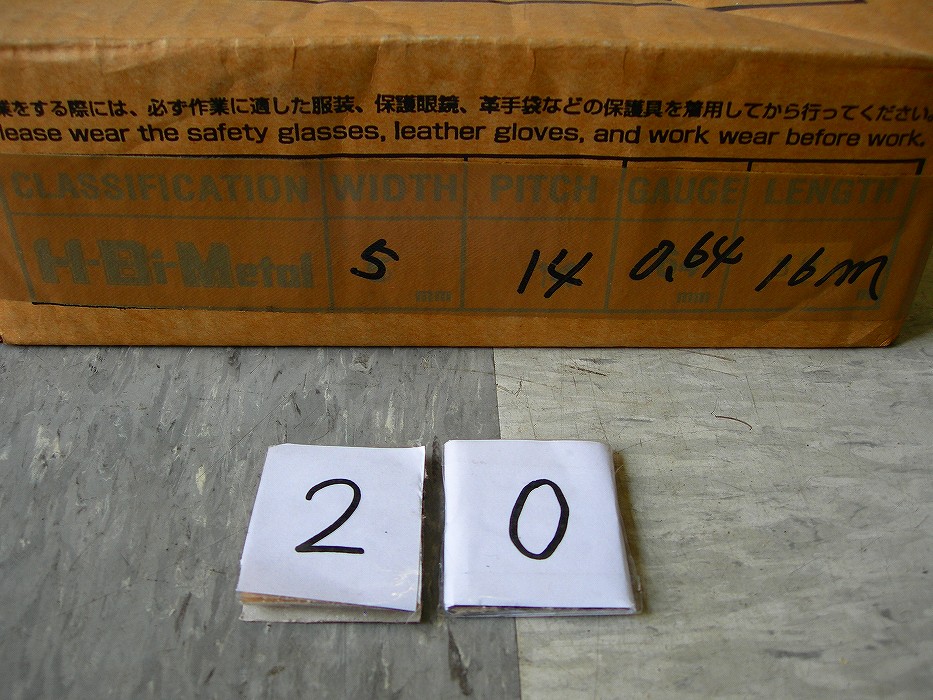 業をする際には、必ず作業に適した服装、保護眼鏡、革手袋などの保護具を着用してから行ってください。
lease wear the safety glasses, leather gloves, and work wear before work.
CLASSIFICATION WIDTH PITCH GAUGE LENGTH
H-Bi-Metal 5 mm 14 0.64 mm 16m
2 0